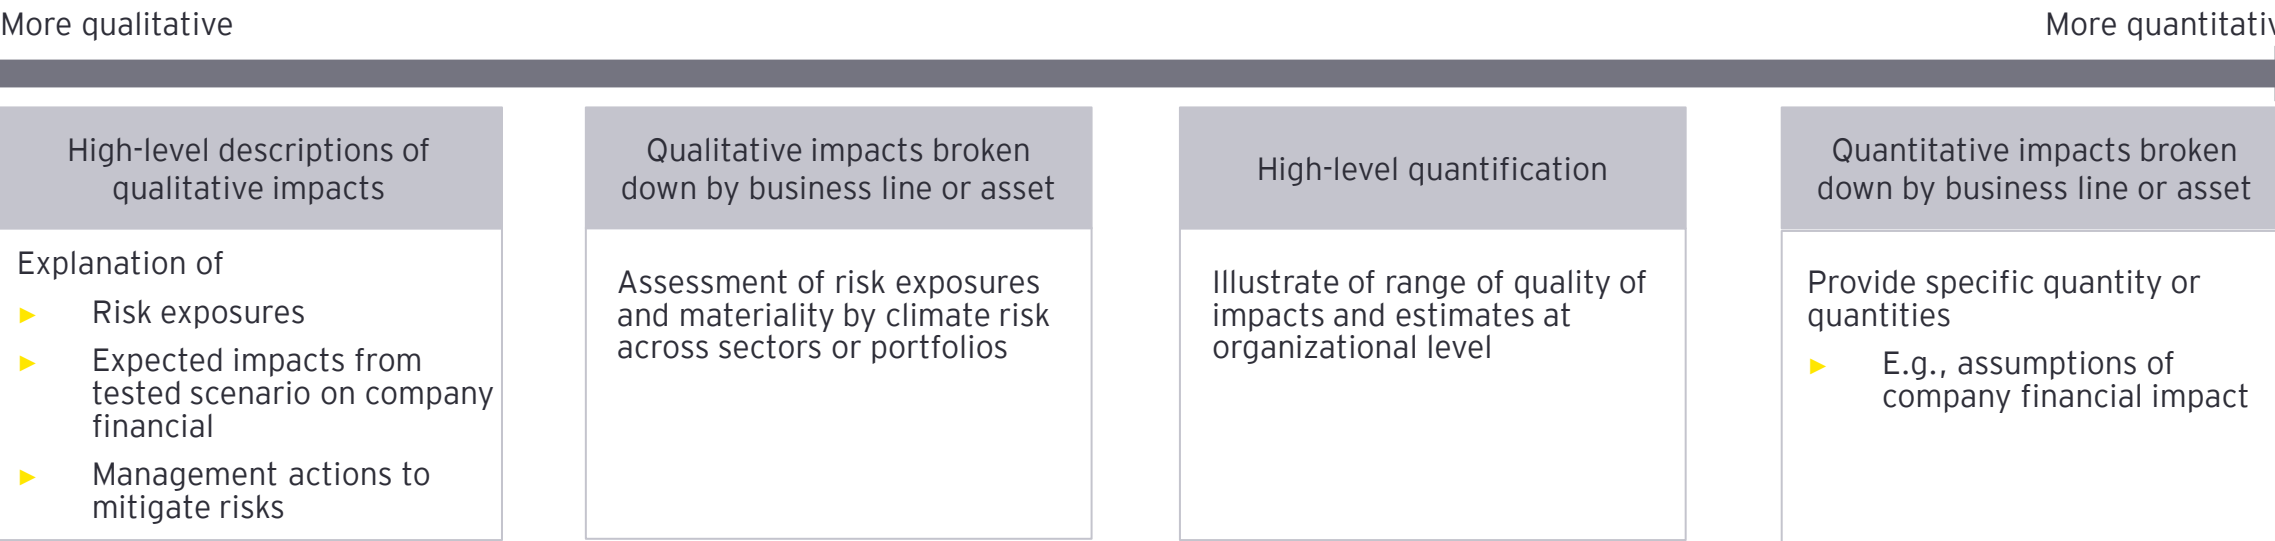 More qualitative
More quantitativ
High-level descriptions of
qualitative impacts
Explanation of
► Risk exposures
► Expected impacts from
tested scenario on company
financial
► Management actions to
mitigate risks
Qualitative impacts broken
down by business line or asset
Assessment of risk exposures
and materiality by climate risk
across sectors or portfolios
High-level quantification
Illustrate of range of quality of
impacts and estimates at
organizational level
Quantitative impacts broken
down by business line or asset
Provide specific quantity or
quantities
► E.g., assumptions of
company financial impact